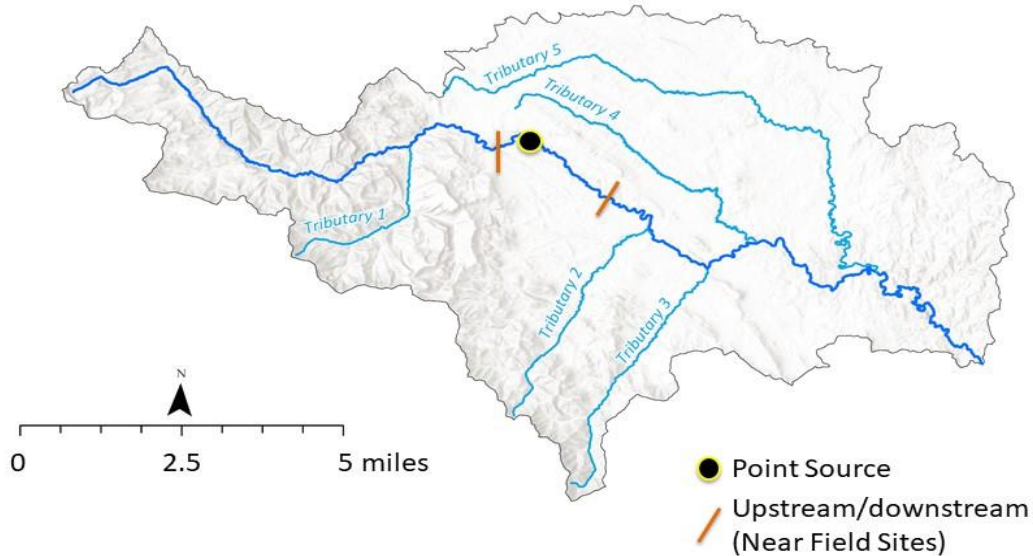 Tributary 5
Tributary 4
Tributary 1
Tributary 2
Tributary 3
N
0 2.5 5 miles
Point Source
Upstream/downstream
(Near Field Sites)